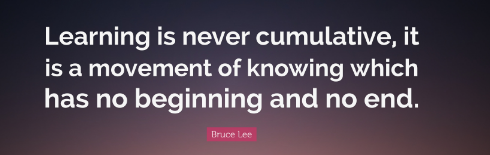 Learning is never cumulative, it
is a movement of knowing which
has no beginning and no end.
Bruce Lee